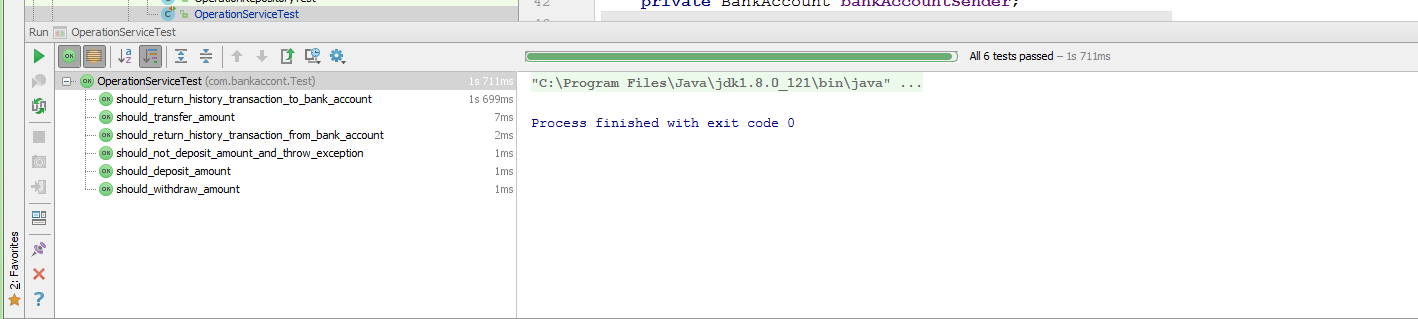 OperationRepositoryTest
OperationServiceTest
42 private BankAccount bankAccountSender;
Run OperationServiceTest
All 6 tests passed – 1s 711ms
OperationServiceTest (com.bankaccont.Test) 1s 711ms
should_return_history_transaction_to_bank_account 1s 699ms
should_transfer_amount 7ms
should_return_history_transaction_from_bank_account 2ms
should_not_deposit_amount_and_throw_exception 1ms
should_deposit_amount 1ms
should_withdraw_amount 1ms
"C:\Program Files\Java\jdk1.8.0_121\bin\java" ...
Process finished with exit code 0
2: Favorites